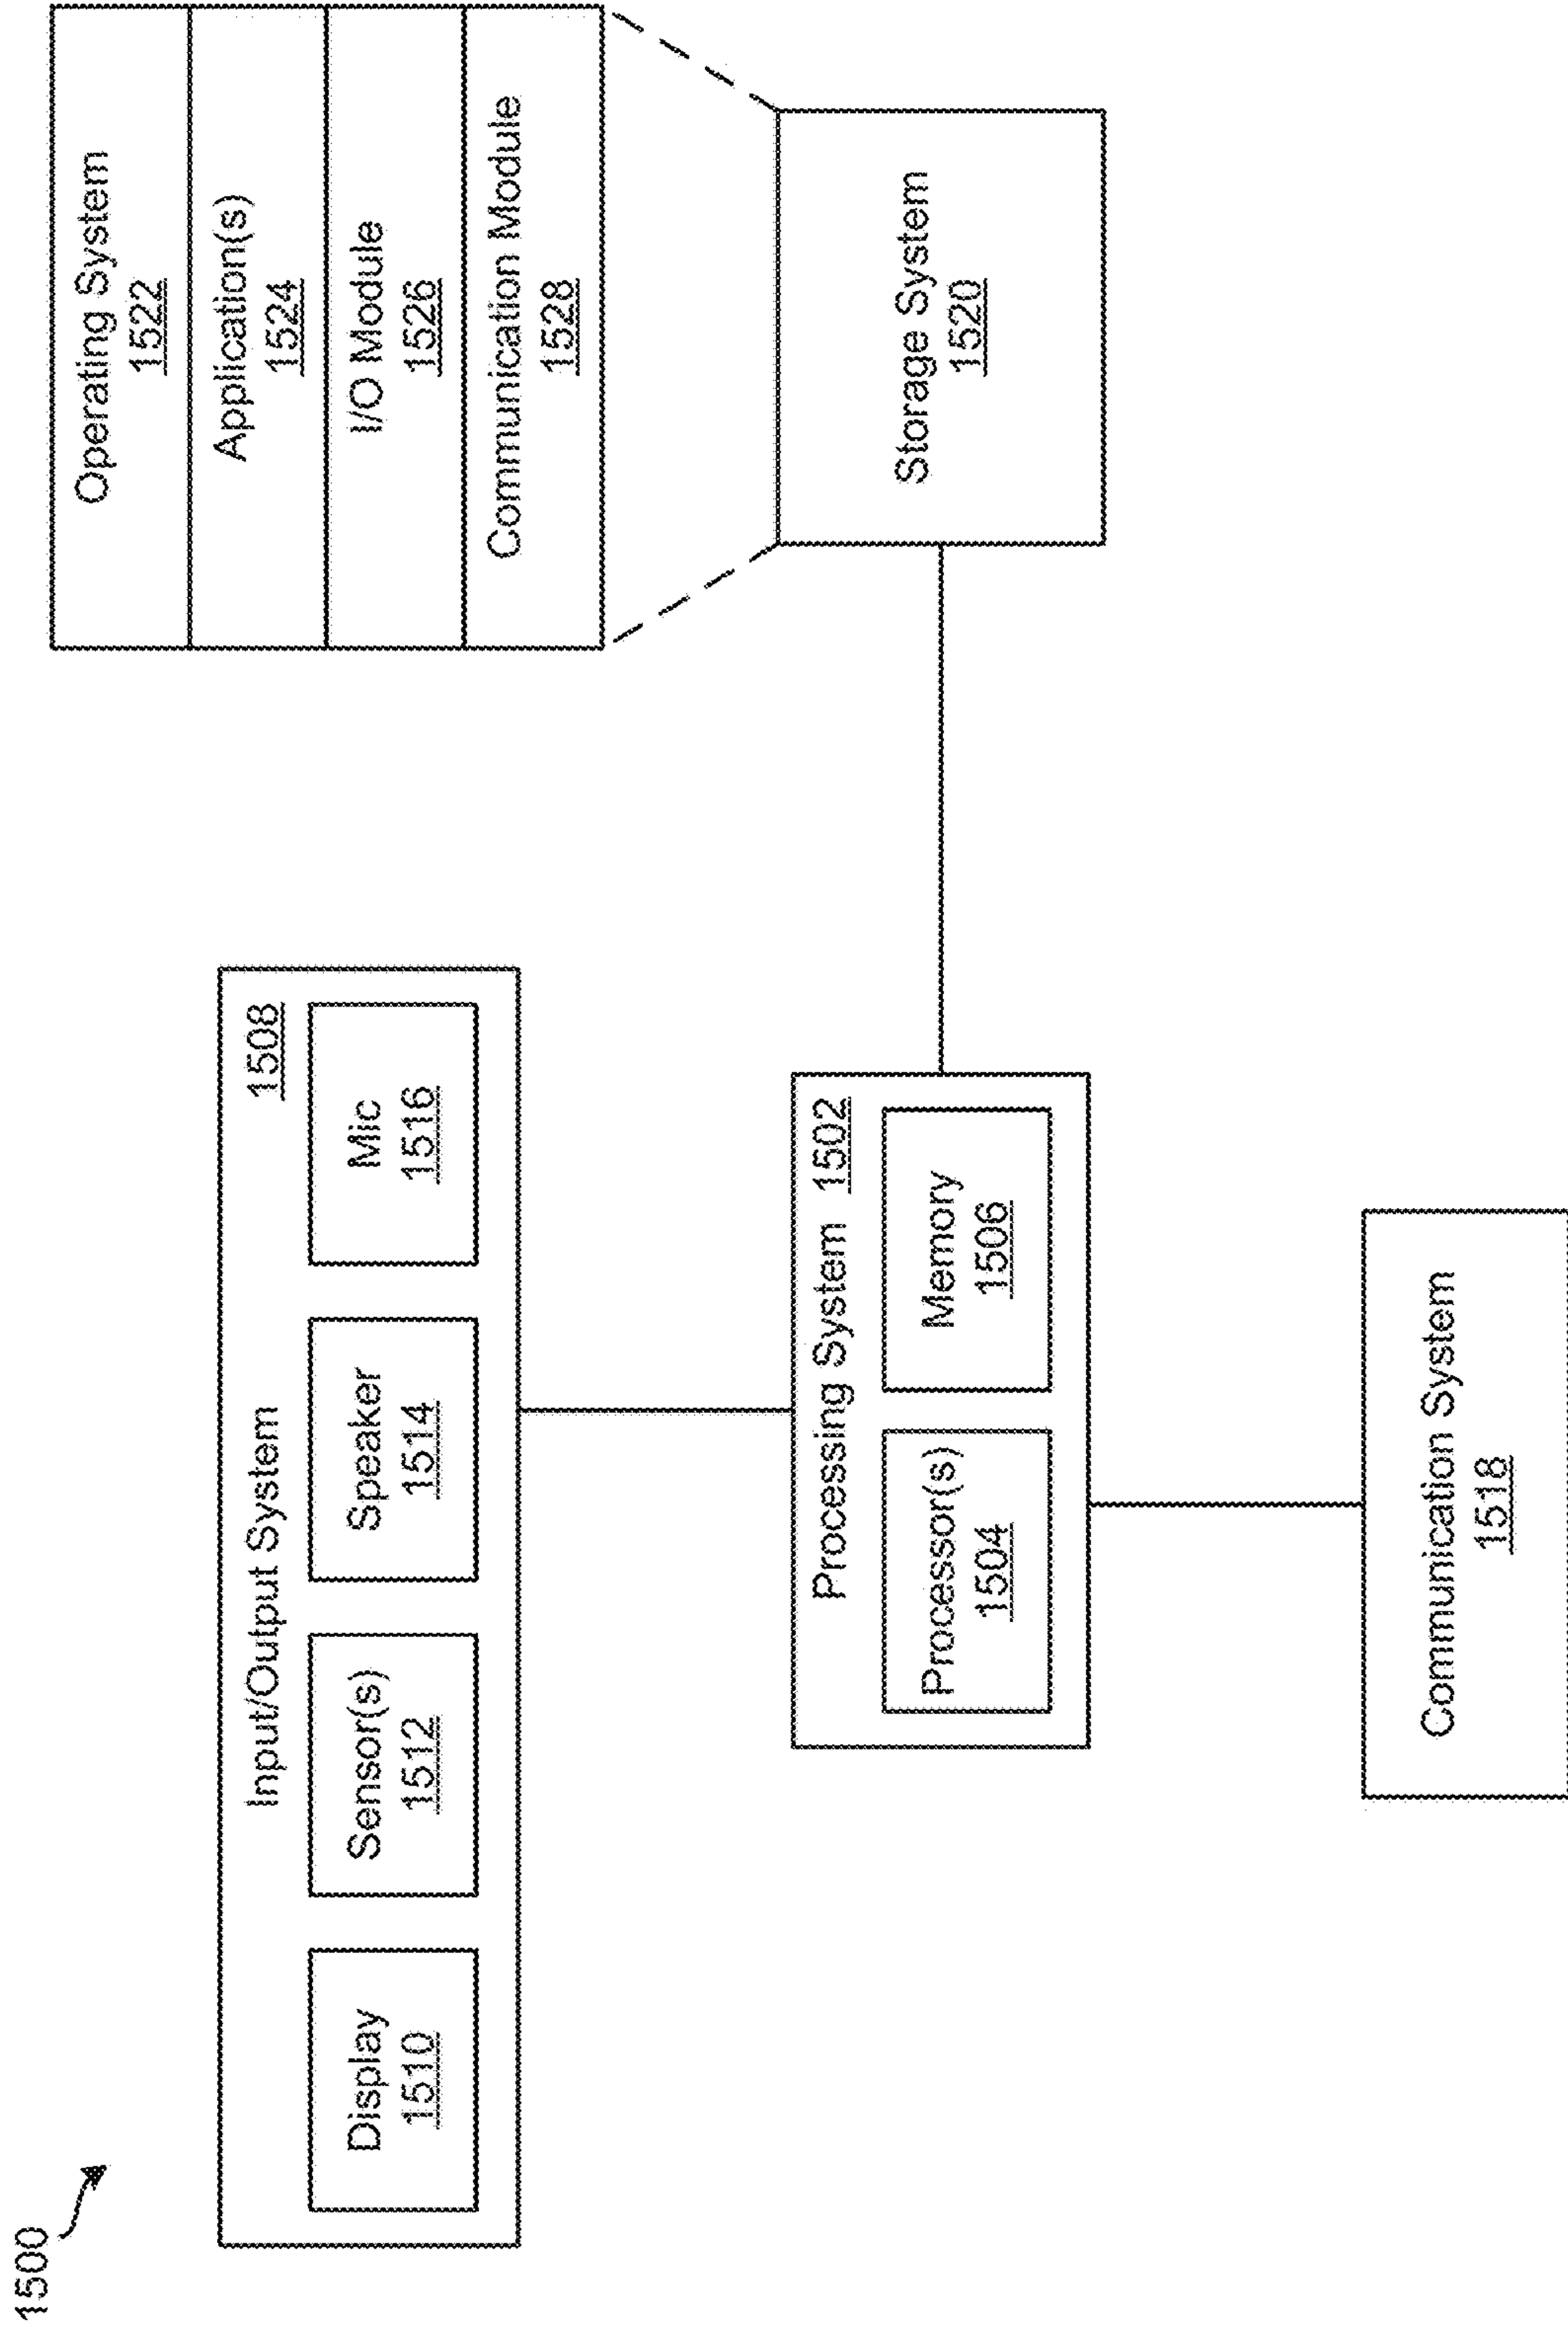 1500
Input/Output System
1508
Display
1510
Sensor(s)
1512
Speaker
1514
Mic
1516
Processing System 1502
Processor(s)
1504
Memory
1506
Communication System
1518
Operating System
1522
Application(s)
1524
I/O Module
1526
Communication Module
1528
Storage System
1520